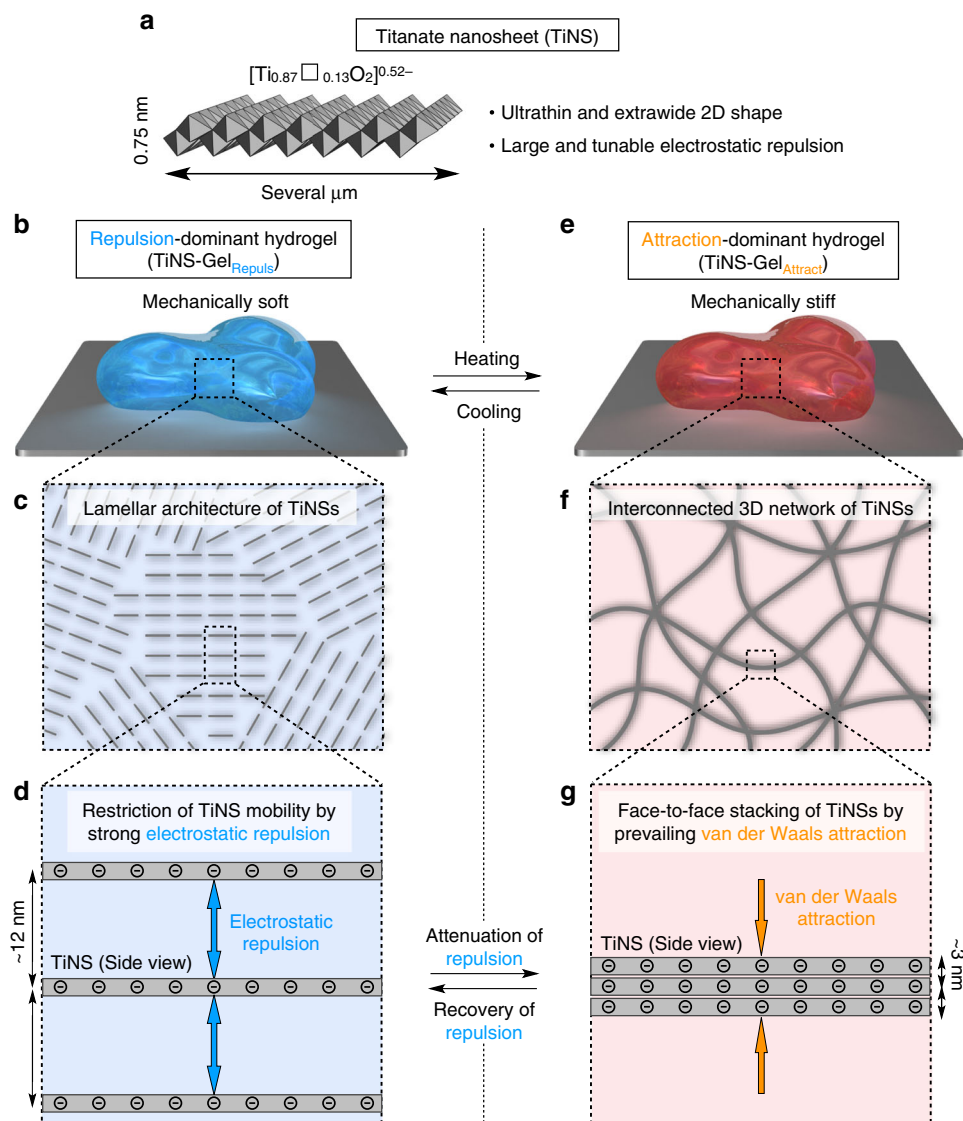 a
Titanate nanosheet (TiNS)
[Ti0.87□0.13O2]0.52–
0.75 nm
• Ultrathin and extrawide 2D shape
• Large and tunable electrostatic repulsion
Several μm
b
Repulsion-dominant hydrogel
(TiNS-GelRepuls)
Mechanically soft
e
Attraction-dominant hydrogel
(TiNS-GelAttract)
Mechanically stiff
Heating
Cooling
c
Lamellar architecture of TiNSs
f
Interconnected 3D network of TiNSs
d
Restriction of TiNS mobility by
strong electrostatic repulsion
~12 nm
Electrostatic
repulsion
TiNS (Side view)
Attenuation of
repulsion
Recovery of
repulsion
g
Face-to-face stacking of TiNSs by
prevailing van der Waals attraction
van der Waals
attraction
TiNS (Side view)
~3 nm